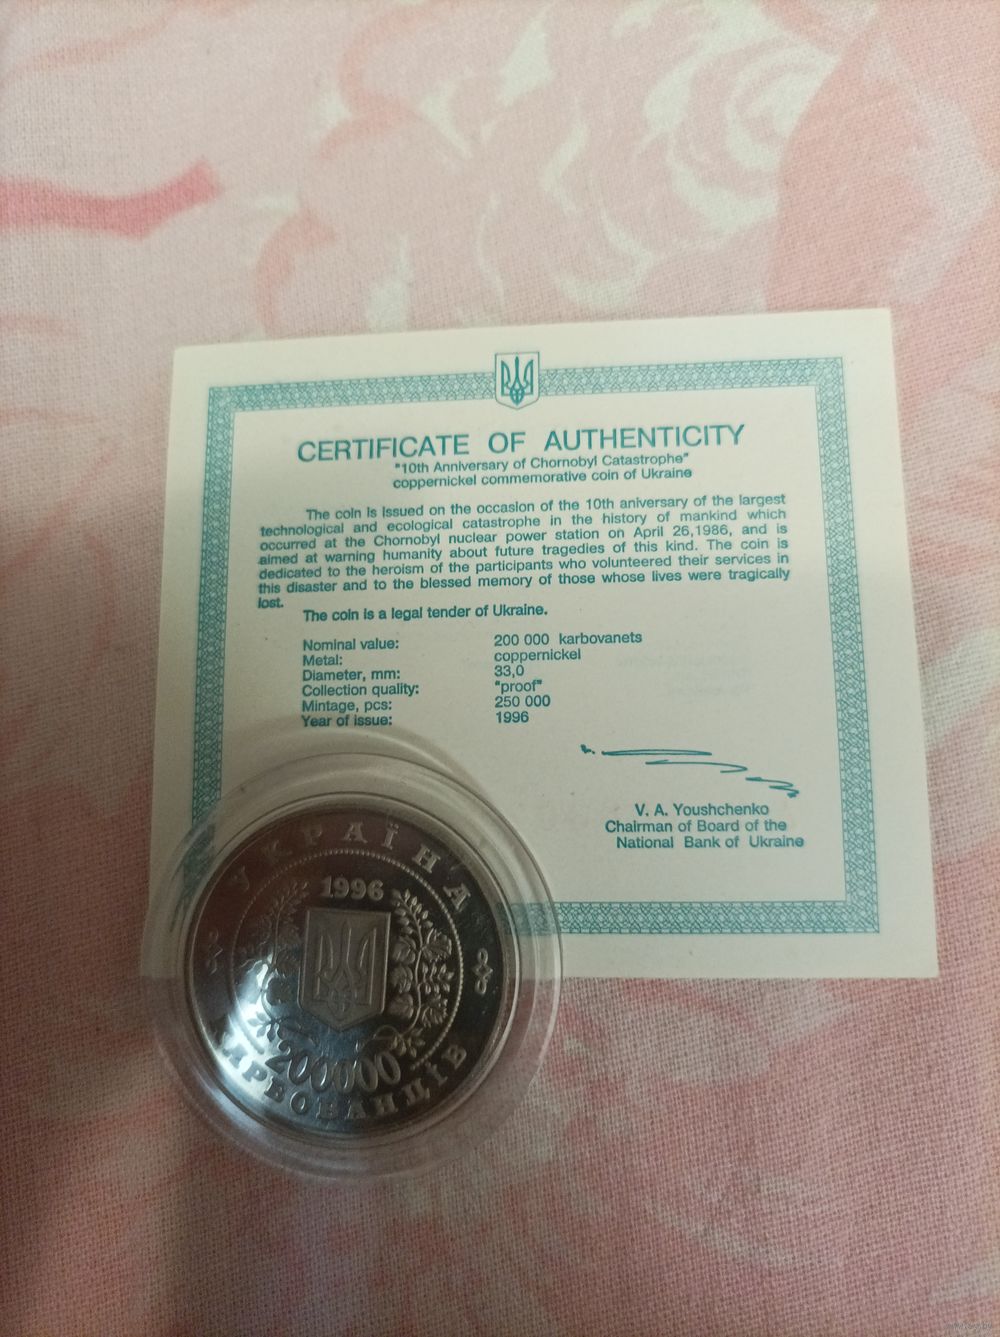 CERTIFICATE OF AUTHENTICITY
"10th Anniversary of Chornobyl Catastrophe"
coppernickel commemorative coin of Ukraine
The coin is issued on the occasion of the 10th aniversary of the largest
technological and ecological catastrophe in the history of mankind which
occurred at the Chornobyl nuclear power station on April 26,1986, and is
aimed at warning humanity about future tragedies of this kind. The coin is
dedicated to the heroism of the participants who volunteered their services in
this disaster and to the blessed memory of those whose lives were tragically
lost.
The coin is a legal tender of Ukraine.
Nominal value: 200 000 karbovanets
Metal: coppernickel
Diameter, mm: 33,0
Collection quality: "proof"
Mintage, pcs: 250 000
Year of issue: 1996
V. A. Youshchenko
Chairman of Board of the
National Bank of Ukraine
УКРАЇНА
1996
200000